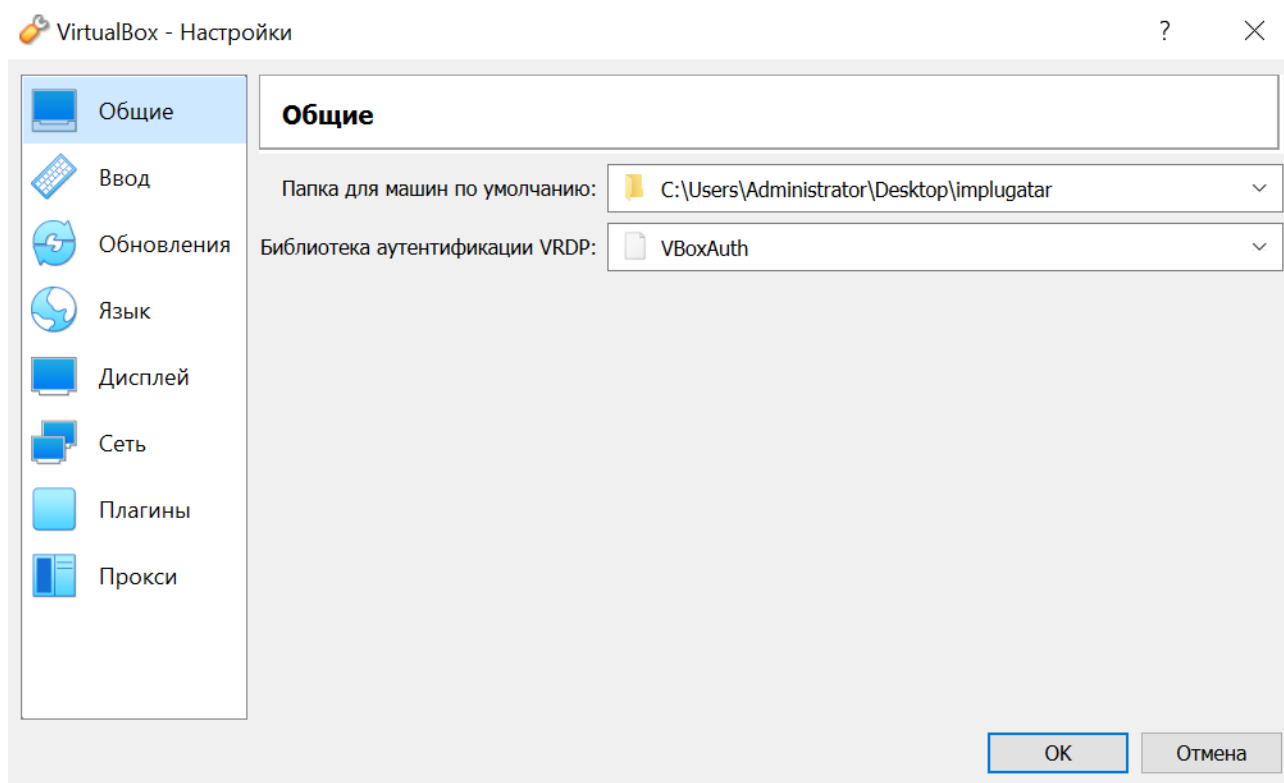 VirtualBox - Настройки ?
Общие
Ввод
Обновления
Язык
Дисплей
Сеть
Плагины
Прокси
Общие
Папка для машин по умолчанию: C:\Users\Administrator\Desktop\implugatar
Библиотека аутентификации VRDP: VBoxAuth
OK Отмена